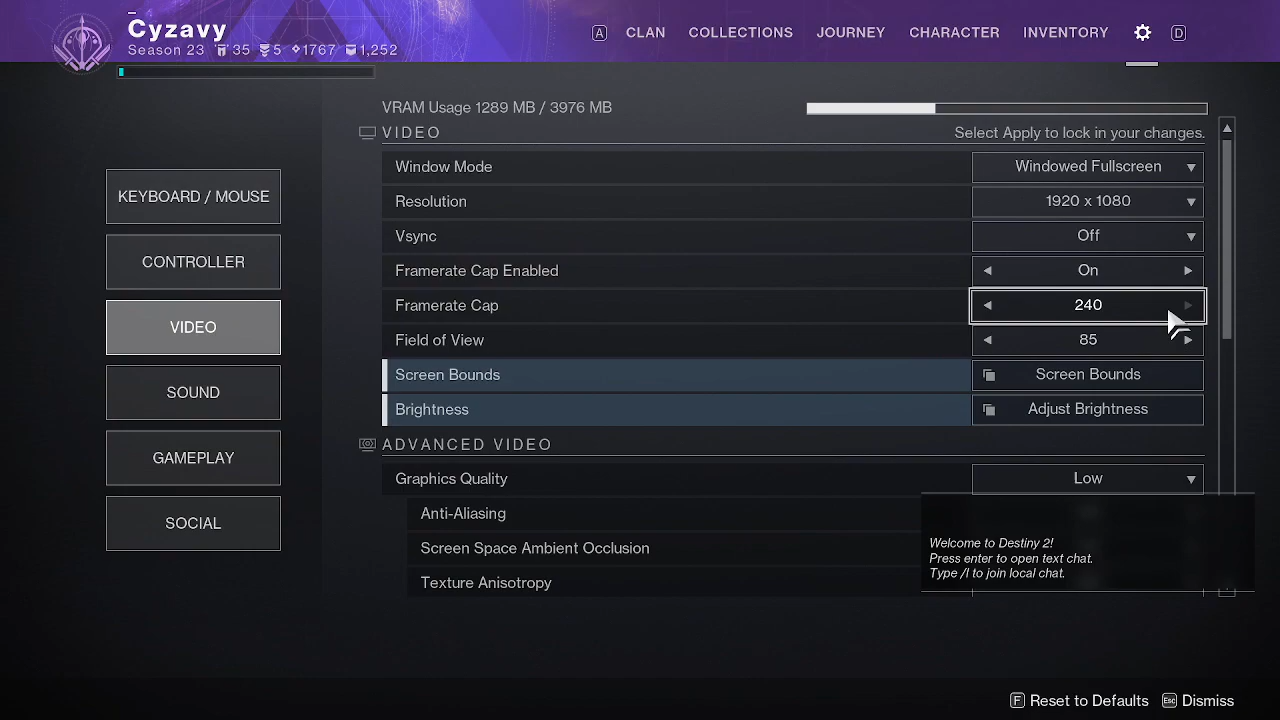 Cyzavy
Season 23 35 5 1767 1,252
A CLAN COLLECTIONS JOURNEY CHARACTER INVENTORY D
VRAM Usage 1289 MB / 3976 MB
VIDEO Select Apply to lock in your changes.
Window Mode Windowed Fullscreen
KEYBOARD / MOUSE
Resolution 1920 x 1080
Vsync Off
CONTROLLER
Framerate Cap Enabled On
Framerate Cap 240
VIDEO
Field of View 85
Screen Bounds Screen Bounds
SOUND
Brightness Adjust Brightness
ADVANCED VIDEO
GAMEPLAY
Graphics Quality Low
Anti-Aliasing
SOCIAL
Screen Space Ambient Occlusion
Texture Anisotropy
Welcome to Destiny 2!
Press enter to open text chat.
Type /l to join local chat.
F Reset to Defaults Esc Dismiss